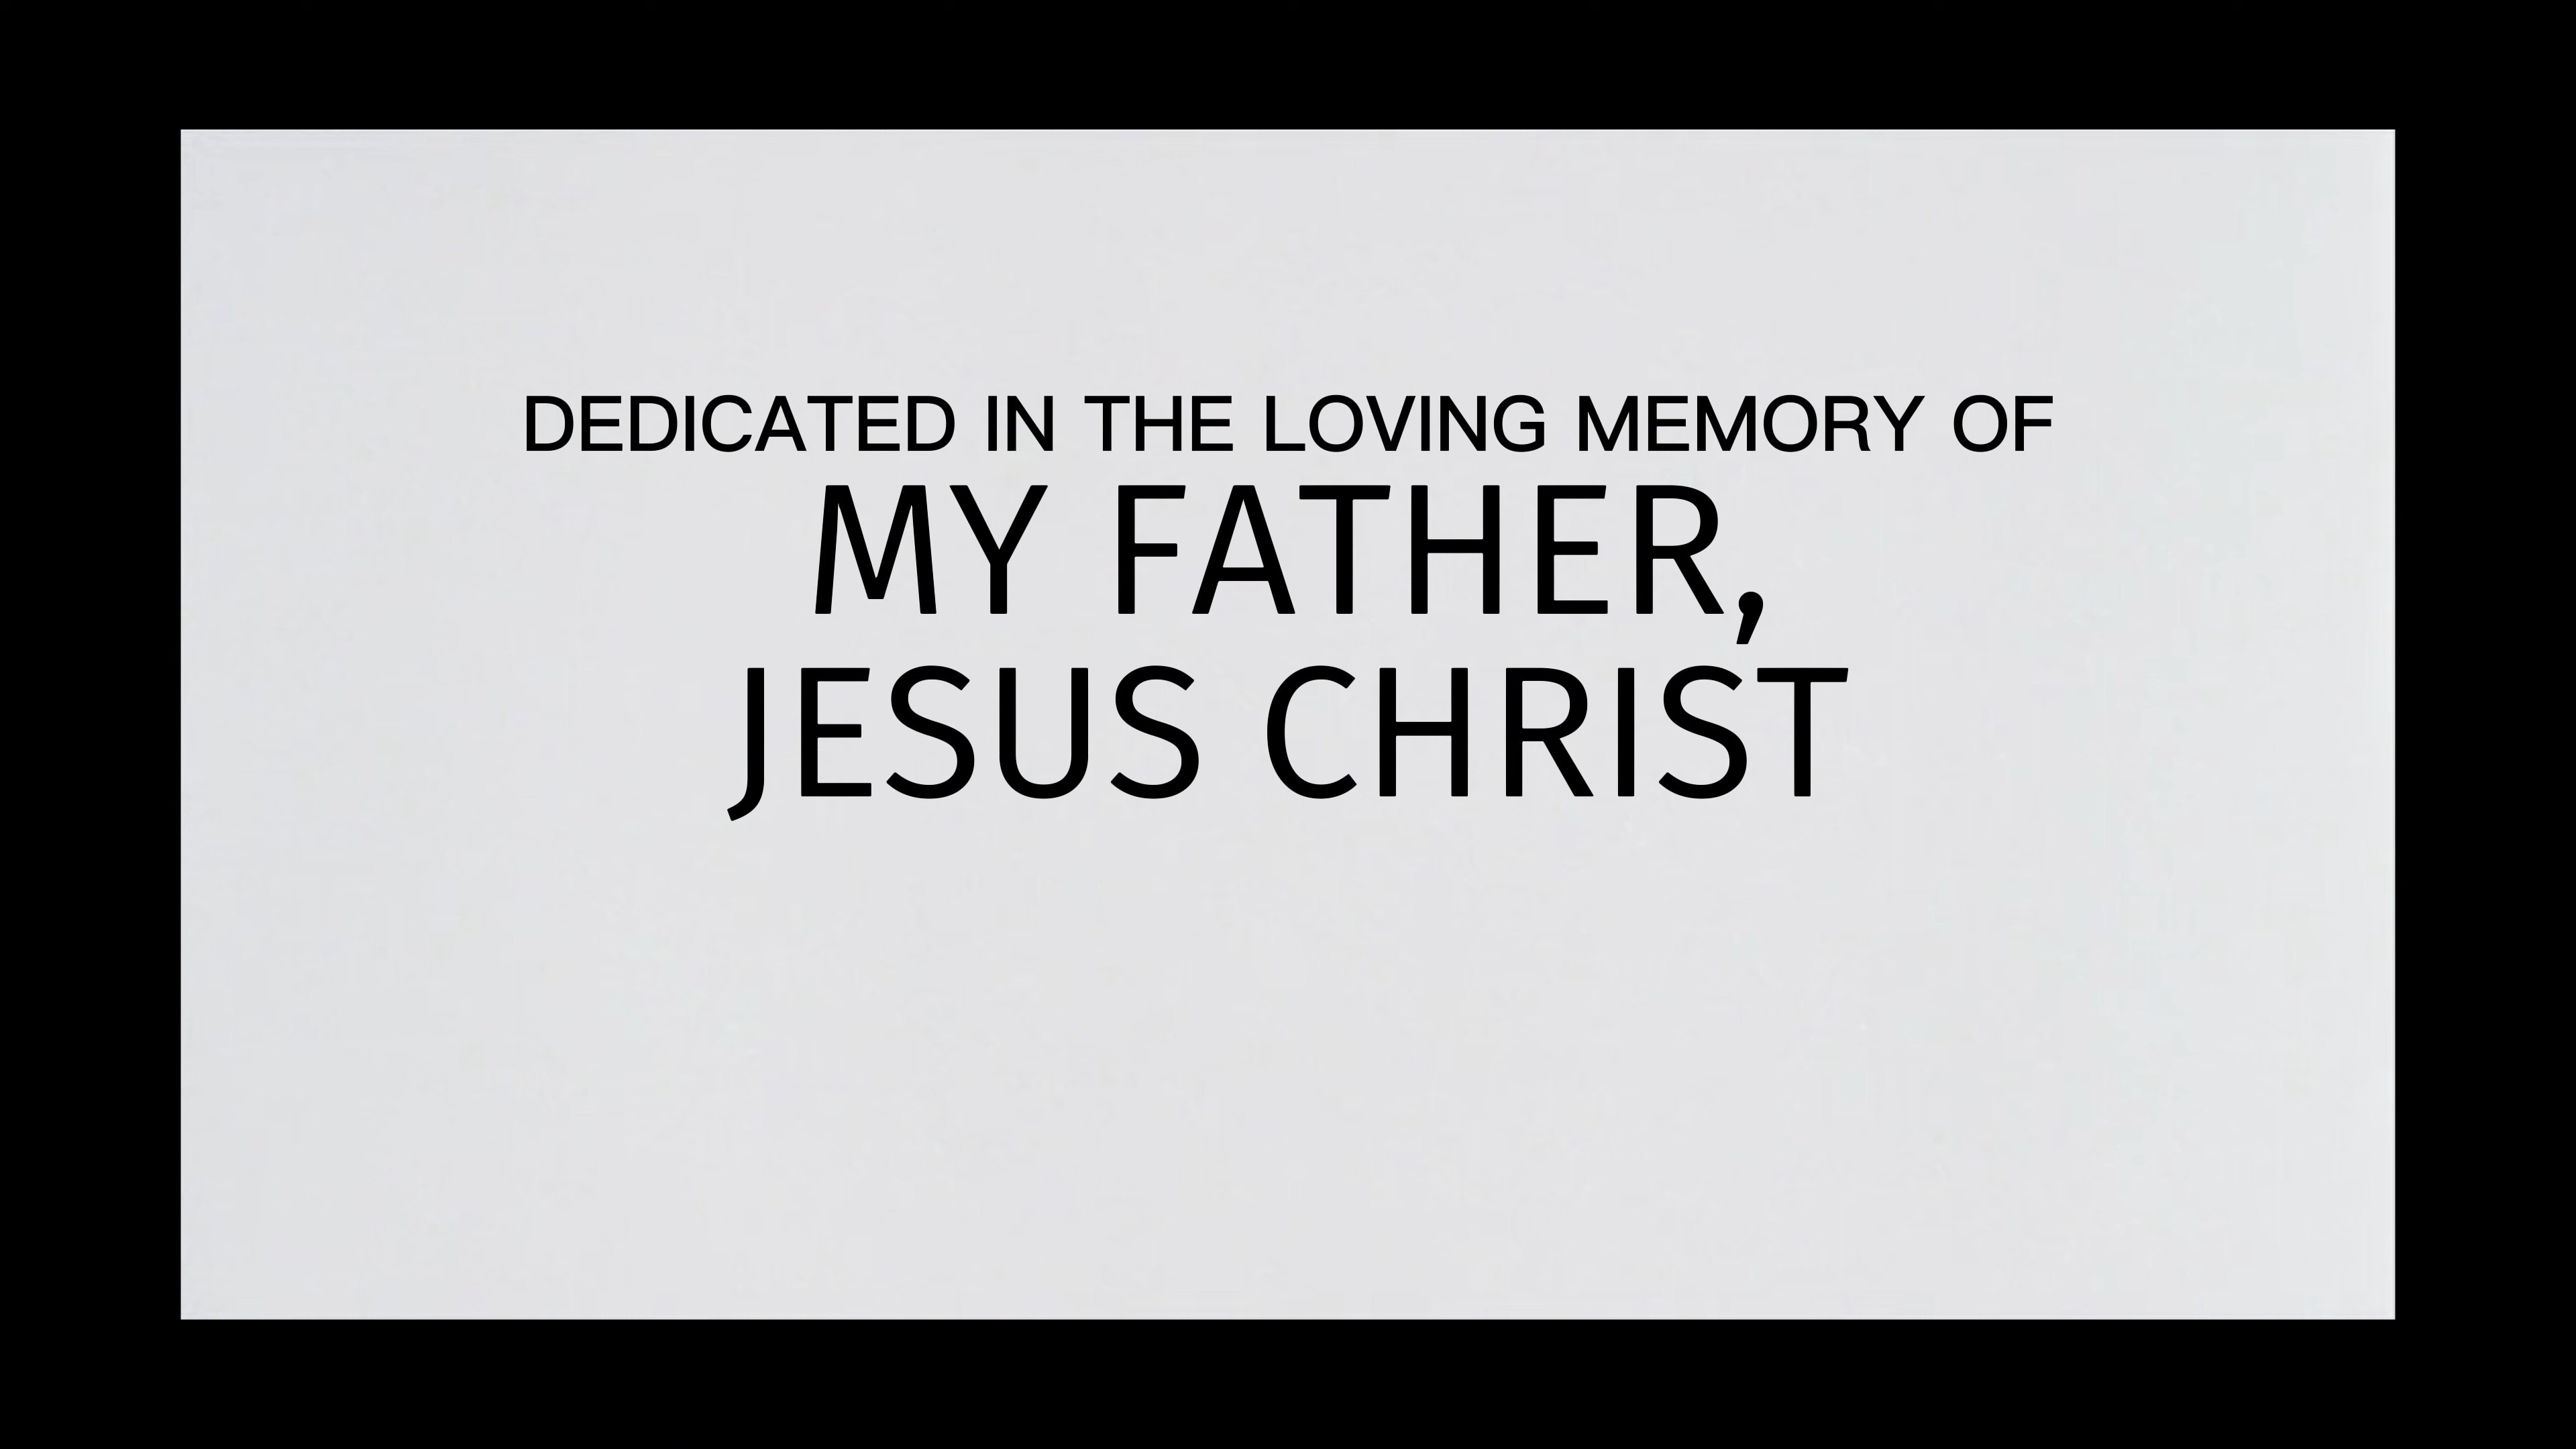 DEDICATED IN THE LOVING MEMORY OF
MY FATHER,
JESUS CHRIST